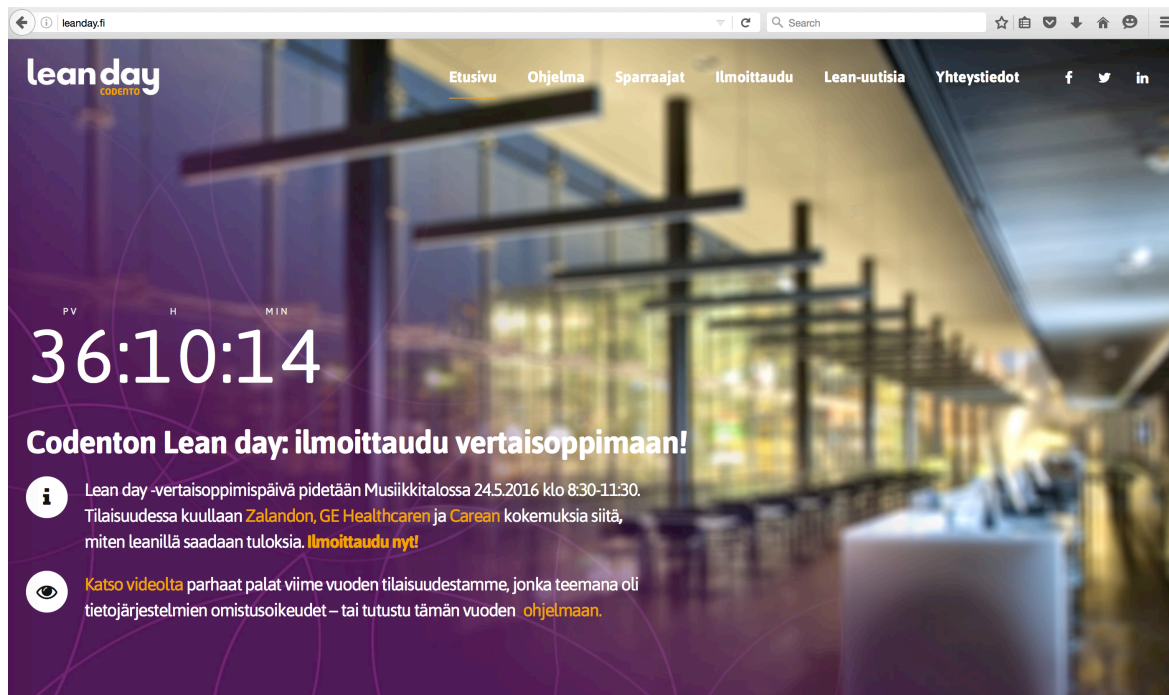 leanday.fi
Search
lean day
CODENTO
Etusivu Ohjelma Sparraajat Ilmoittaudu Lean-uutisia Yhteystiedot
PV H MIN
36:10:14
Codenton Lean day: ilmoittaudu vertaisoppimaan!
Lean day -vertaisoppimispäivä pidetään Musiikkitalossa 24.5.2016 klo 8:30-11:30.
Tilaisuudessa kuullaan Zalandon, GE Healthcaren ja Carean kokemuksia siitä,
miten leanillä saadaan tuloksia. Ilmoittaudu nyt!
Katso videolta parhaat palat viime vuoden tilaisuudestamme, jonka teemana oli
tietojärjestelmien omistusoikeudet – tai tutustu tämän vuoden ohjelmaan.